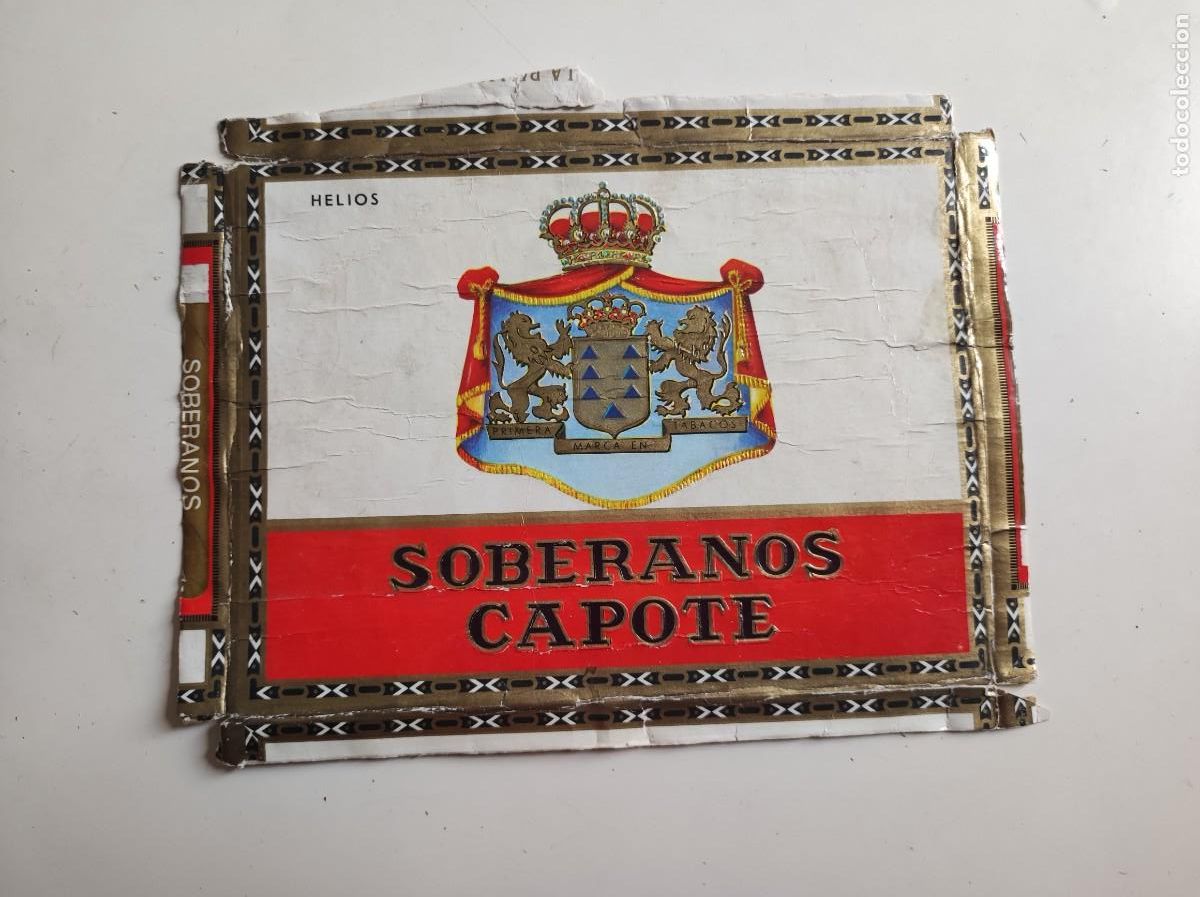 HELIOS
PRIMERA MARCA EN TABACOS
SOBERANOS
CAPOTE
SOBERANOS
todocoleccion